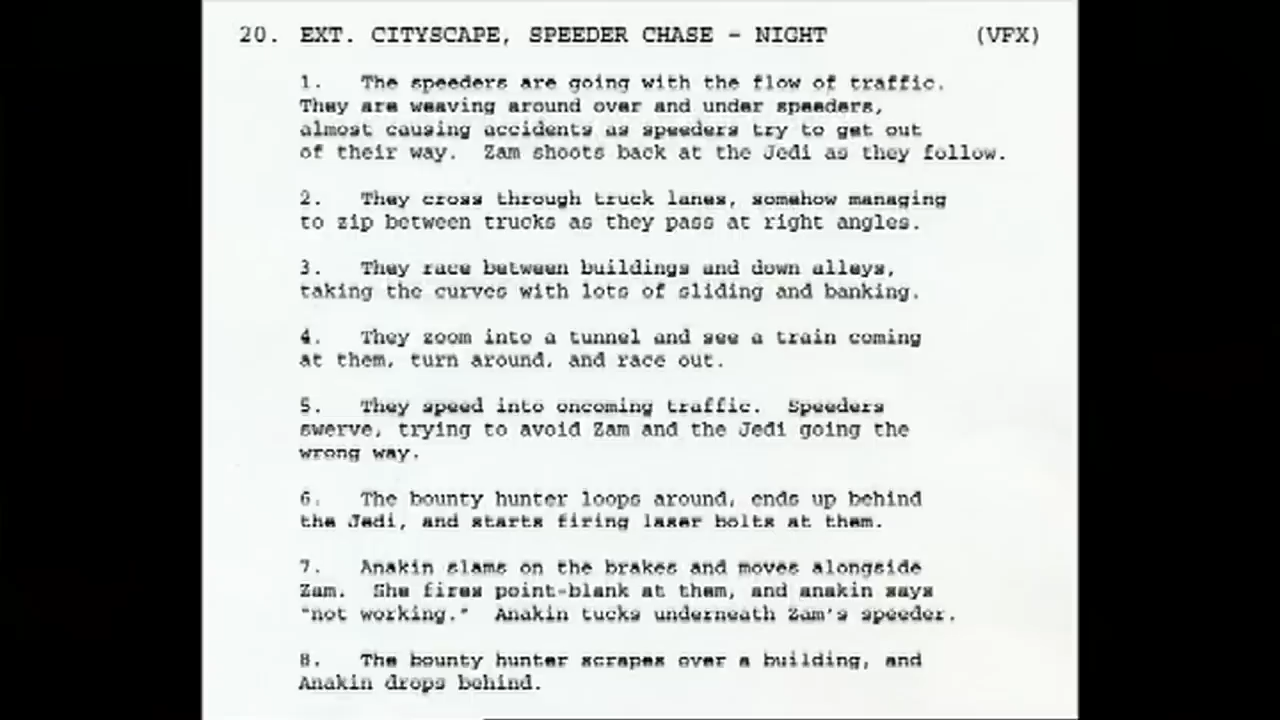 20. EXT. CITYSCAPE, SPEEDER CHASE - NIGHT (VFX)
1. The speeders are going with the flow of traffic.
They are weaving around over and under speeders,
almost causing accidents as speeders try to get out
of their way. Zam shoots back at the Jedi as they follow.
2. They cross through truck lanes, somehow managing
to zip between trucks as they pass at right angles.
3. They race between buildings and down alleys,
taking the curves with lots of sliding and banking.
4. They zoom into a tunnel and see a train coming
at them, turn around, and race out.
5. They speed into oncoming traffic. Speeders
swerve, trying to avoid Zam and the Jedi going the
wrong way.
6. The bounty hunter loops around, ends up behind
the Jedi, and starts firing laser bolts at them.
7. Anakin slams on the brakes and moves alongside
Zam. She fires point-blank at them, and anakin says
"not working." Anakin tucks underneath Zam's speeder.
8. The bounty hunter scrapes over a building, and
Anakin drops behind.